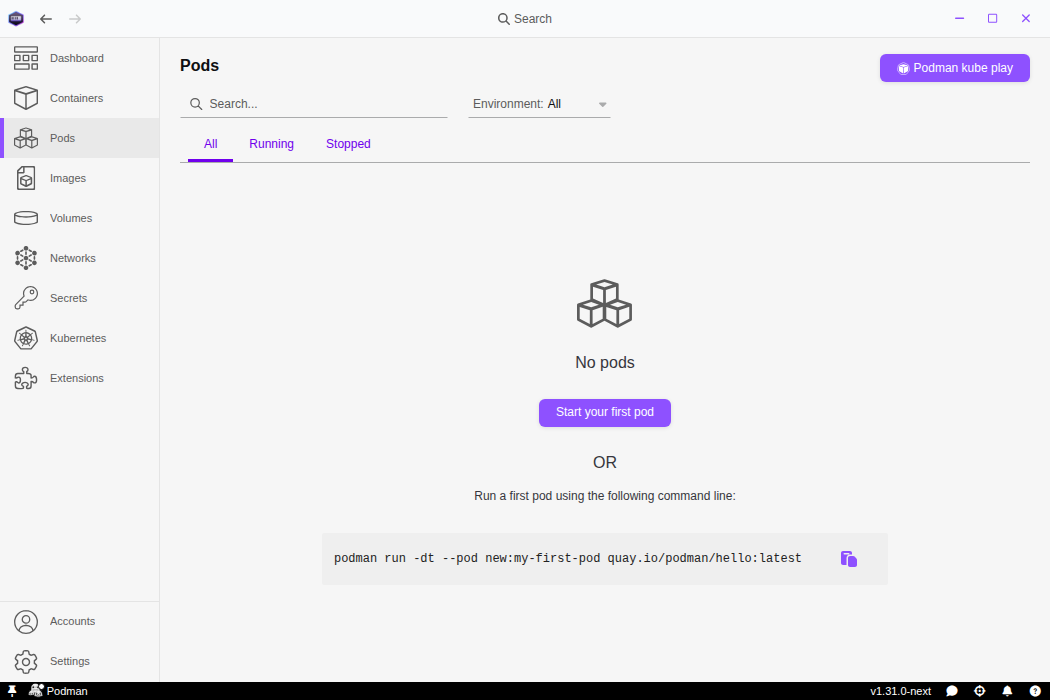 Search
Dashboard
Containers
Pods
Images
Volumes
Networks
Secrets
Kubernetes
Extensions
Accounts
Settings
Pods
Podman kube play
Search...
Environment: All
All Running Stopped
No pods
Start your first pod
OR
Run a first pod using the following command line:
podman run -dt --pod new:my-first-pod quay.io/podman/hello:latest
Podman
v1.31.0-next